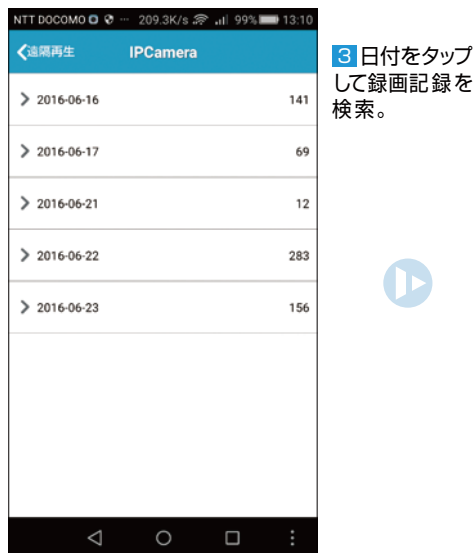 NTT DOCOMO ... 209.3K/s 99% 13:10
遠隔再生 IPCamera
2016-06-16 141
2016-06-17 69
2016-06-21 12
2016-06-22 283
2016-06-23 156
3 日付をタップ
して録画記録を
検索。